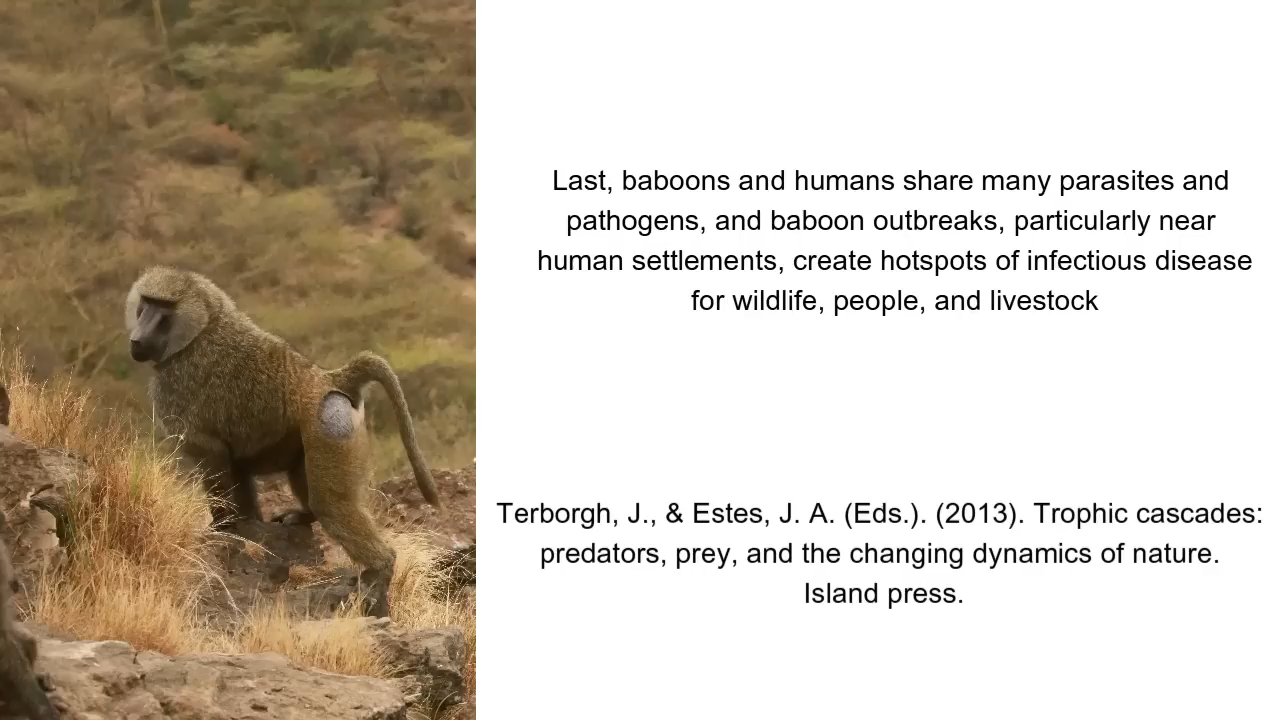 Last, baboons and humans share many parasites and
pathogens, and baboon outbreaks, particularly near
human settlements, create hotspots of infectious disease
for wildlife, people, and livestock
Terborgh, J., & Estes, J. A. (Eds.). (2013). Trophic cascades:
predators, prey, and the changing dynamics of nature.
Island press.